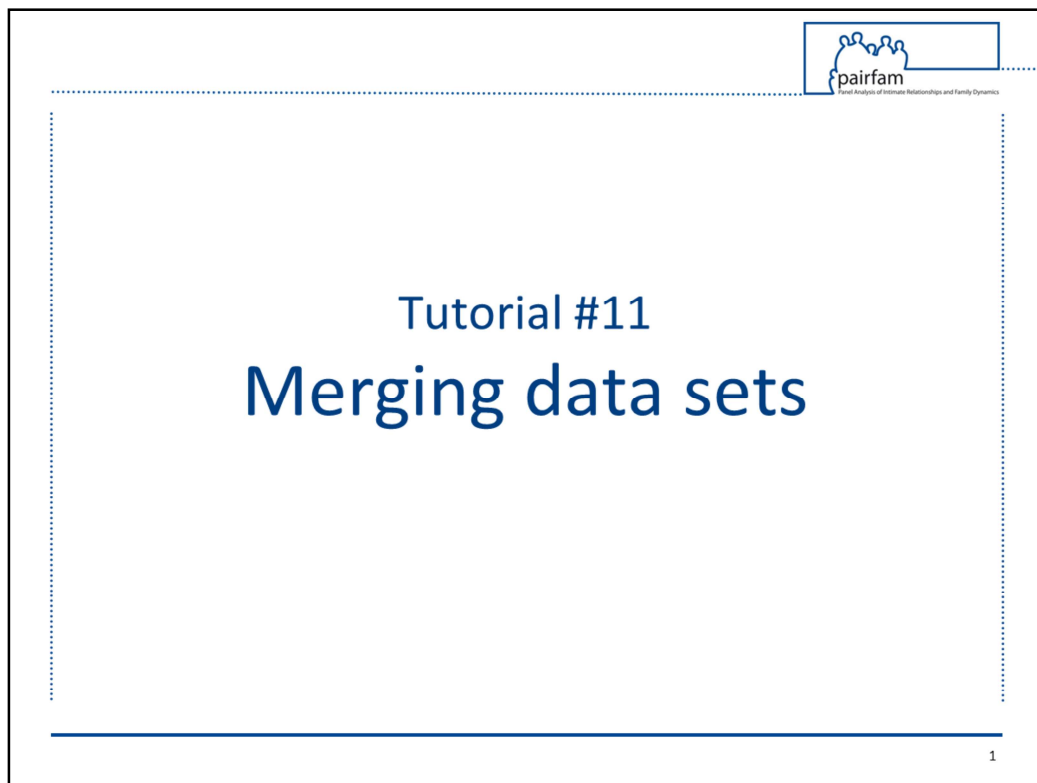 pairfam
Panel Analysis of Intimate Relationships and Family Dynamics
Tutorial #11
Merging data sets
1